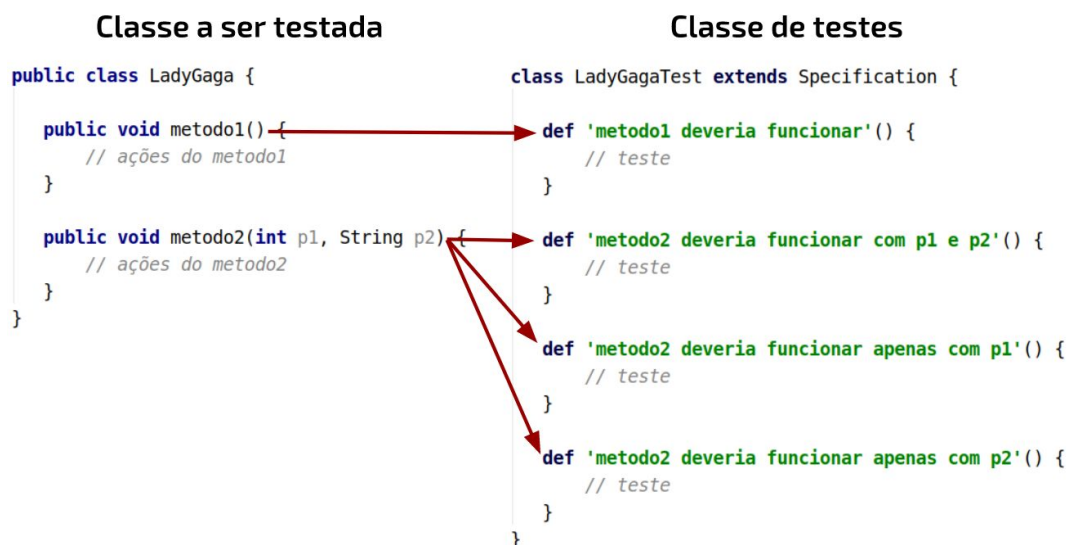 Classe a ser testada
public class LadyGaga {
public void metodo1() {
// ações do metodo1
}
public void metodo2(int p1, String p2) {
// ações do metodo2
}
}
Classe de testes
class LadyGagaTest extends Specification {
def 'metodo1 deveria funcionar'() {
// teste
}
def 'metodo2 deveria funcionar com p1 e p2'() {
// teste
}
def 'metodo2 deveria funcionar apenas com p1'() {
// teste
}
def 'metodo2 deveria funcionar apenas com p2'() {
// teste
}
}